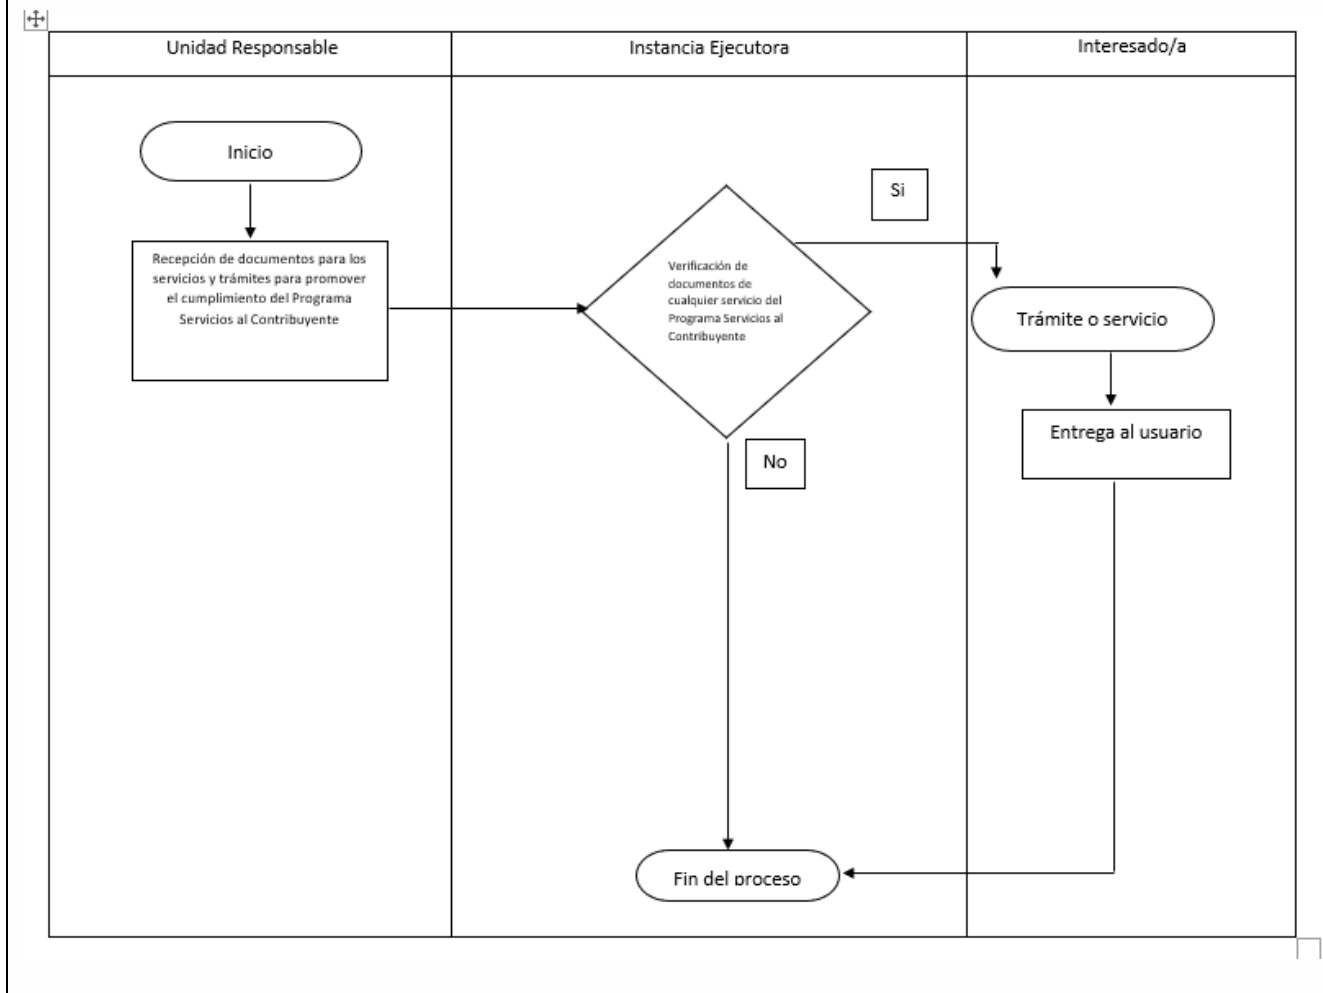 Unidad Responsable
Instancia Ejecutora
Interesado/a
Inicio
Recepción de documentos para los
servicios y trámites para promover
el cumplimiento del Programa
Servicios al Contribuyente
Verificación de
documentos de
cualquier servicio del
Programa Servicios al
Contribuyente
Si
Trámite o servicio
Entrega al usuario
No
Fin del proceso